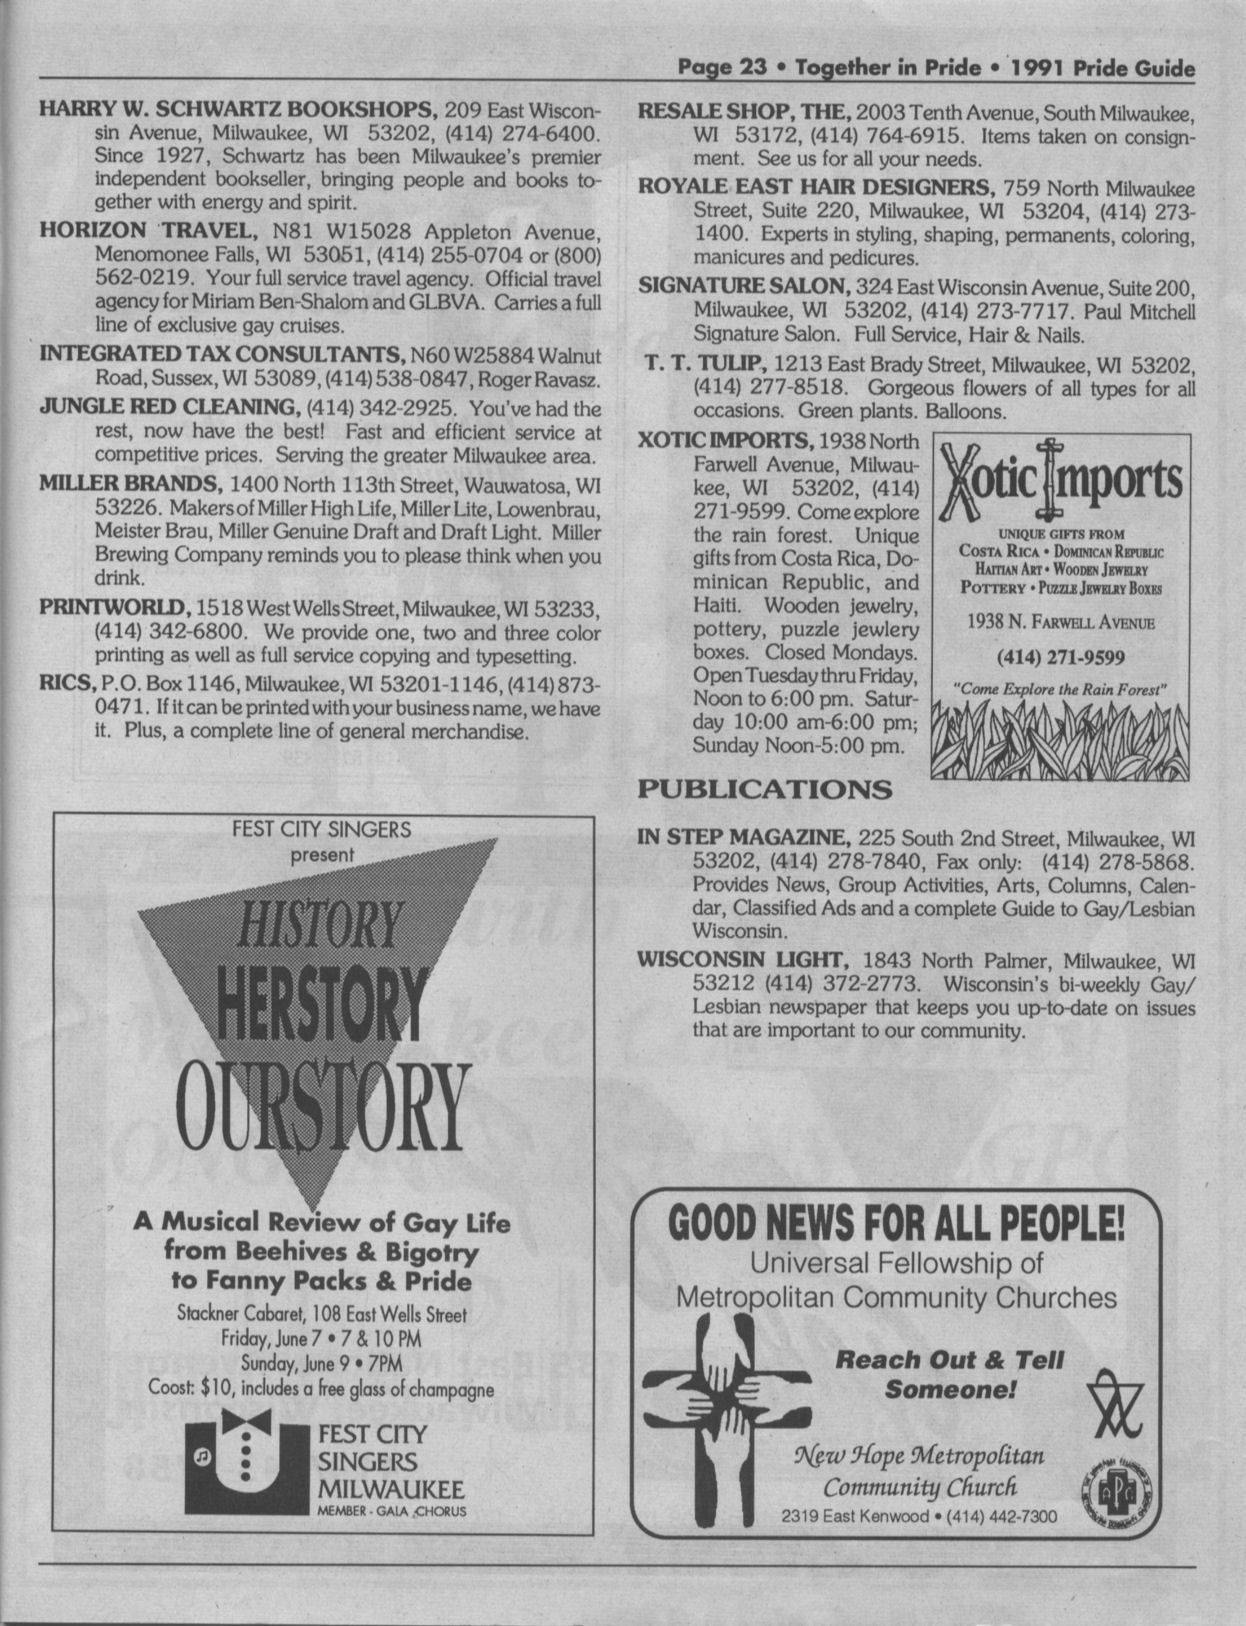 Page 23 • Together in Pride • 1991 Pride Guide
HARRY W. SCHWARTZ BOOKSHOPS, 209 East Wiscon-
sin Avenue, Milwaukee, WI 53202, (414) 274-6400.
Since 1927, Schwartz has been Milwaukee's premier
independent bookseller, bringing people and books to-
gether with energy and spirit.
HORIZON TRAVEL, N81 W15028 Appleton Avenue,
Menomonee Falls, WI 53051, (414) 255-0704 or (800)
562-0219. Your full service travel agency. Official travel
agency for Miriam Ben-Shalom and GLBVA. Carries a full
line of exclusive gay cruises.
INTEGRATED TAX CONSULTANTS, N60 W25884 Walnut
Road, Sussex, WI 53089, (414) 538-0847, Roger Ravasz.
JUNGLE RED CLEANING, (414) 342-2925. You've had the
rest, now have the best! Fast and efficient service at
competitive prices. Serving the greater Milwaukee area.
MILLER BRANDS, 1400 North 113th Street, Wauwatosa, WI
53226. Makers of Miller High Life, Miller Lite, Lowenbrau,
Meister Brau, Miller Genuine Draft and Draft Light. Miller
Brewing Company reminds you to please think when you
drink.
PRINTWORLD, 1518 West Wells Street, Milwaukee, WI 53233,
(414) 342-6800. We provide one, two and three color
printing as well as full service copying and typesetting.
RICS, P.O. Box 1146, Milwaukee, WI 53201-1146, (414) 873-
0471. If it can be printed with your business name, we have
it. Plus, a complete line of general merchandise.
FEST CITY SINGERS
present
HISTORY
HERSTORY
OURSTORY
A Musical Review of Gay Life
from Beehives & Bigotry
to Fanny Packs & Pride
Stackner Cabaret, 108 East Wells Street
Friday, June 7 • 7 & 10 PM
Sunday, June 9 • 7PM
Coost: $10, includes a free glass of champagne
FEST CITY
SINGERS
MILWAUKEE
MEMBER - GALA CHORUS
RESALE SHOP, THE, 2003 Tenth Avenue, South Milwaukee,
WI 53172, (414) 764-6915. Items taken on consign-
ment. See us for all your needs.
ROYALE EAST HAIR DESIGNERS, 759 North Milwaukee
Street, Suite 220, Milwaukee, WI 53204, (414) 273-
1400. Experts in styling, shaping, permanents, coloring,
manicures and pedicures.
SIGNATURE SALON, 324 East Wisconsin Avenue, Suite 200,
Milwaukee, WI 53202, (414) 273-7717. Paul Mitchell
Signature Salon. Full Service, Hair & Nails.
T. T. TULIP, 1213 East Brady Street, Milwaukee, WI 53202,
(414) 277-8518. Gorgeous flowers of all types for all
occasions. Green plants. Balloons.
XOTIC IMPORTS, 1938 North
Farwell Avenue, Milwau-
kee, WI 53202, (414)
271-9599. Come explore
the rain forest. Unique
gifts from Costa Rica, Do-
minican Republic, and
Haiti. Wooden jewelry,
pottery, puzzle jewlery
boxes. Closed Mondays.
Open Tuesday thru Friday,
Noon to 6:00 pm. Satur-
day 10:00 am-6:00 pm;
Sunday Noon-5:00 pm.
Xotic Imports
UNIQUE GIFTS FROM
COSTA RICA • DOMINICAN REPUBLIC
HAITIAN ART • WOODEN JEWELRY
POTTERY • PUZZLE JEWELRY BOXES
1938 N. FARWELL AVENUE
(414) 271-9599
"Come Explore the Rain Forest"
PUBLICATIONS
IN STEP MAGAZINE, 225 South 2nd Street, Milwaukee, WI
53202, (414) 278-7840, Fax only: (414) 278-5868.
Provides News, Group Activities, Arts, Columns, Calen-
dar, Classified Ads and a complete Guide to Gay/Lesbian
Wisconsin.
WISCONSIN LIGHT, 1843 North Palmer, Milwaukee, WI
53212 (414) 372-2773. Wisconsin's bi-weekly Gay/
Lesbian newspaper that keeps you up-to-date on issues
that are important to our community.
GOOD NEWS FOR ALL PEOPLE!
Universal Fellowship of
Metropolitan Community Churches
Reach Out & Tell
Someone!
New Hope Metropolitan
Community Church
2319 East Kenwood • (414) 442-7300